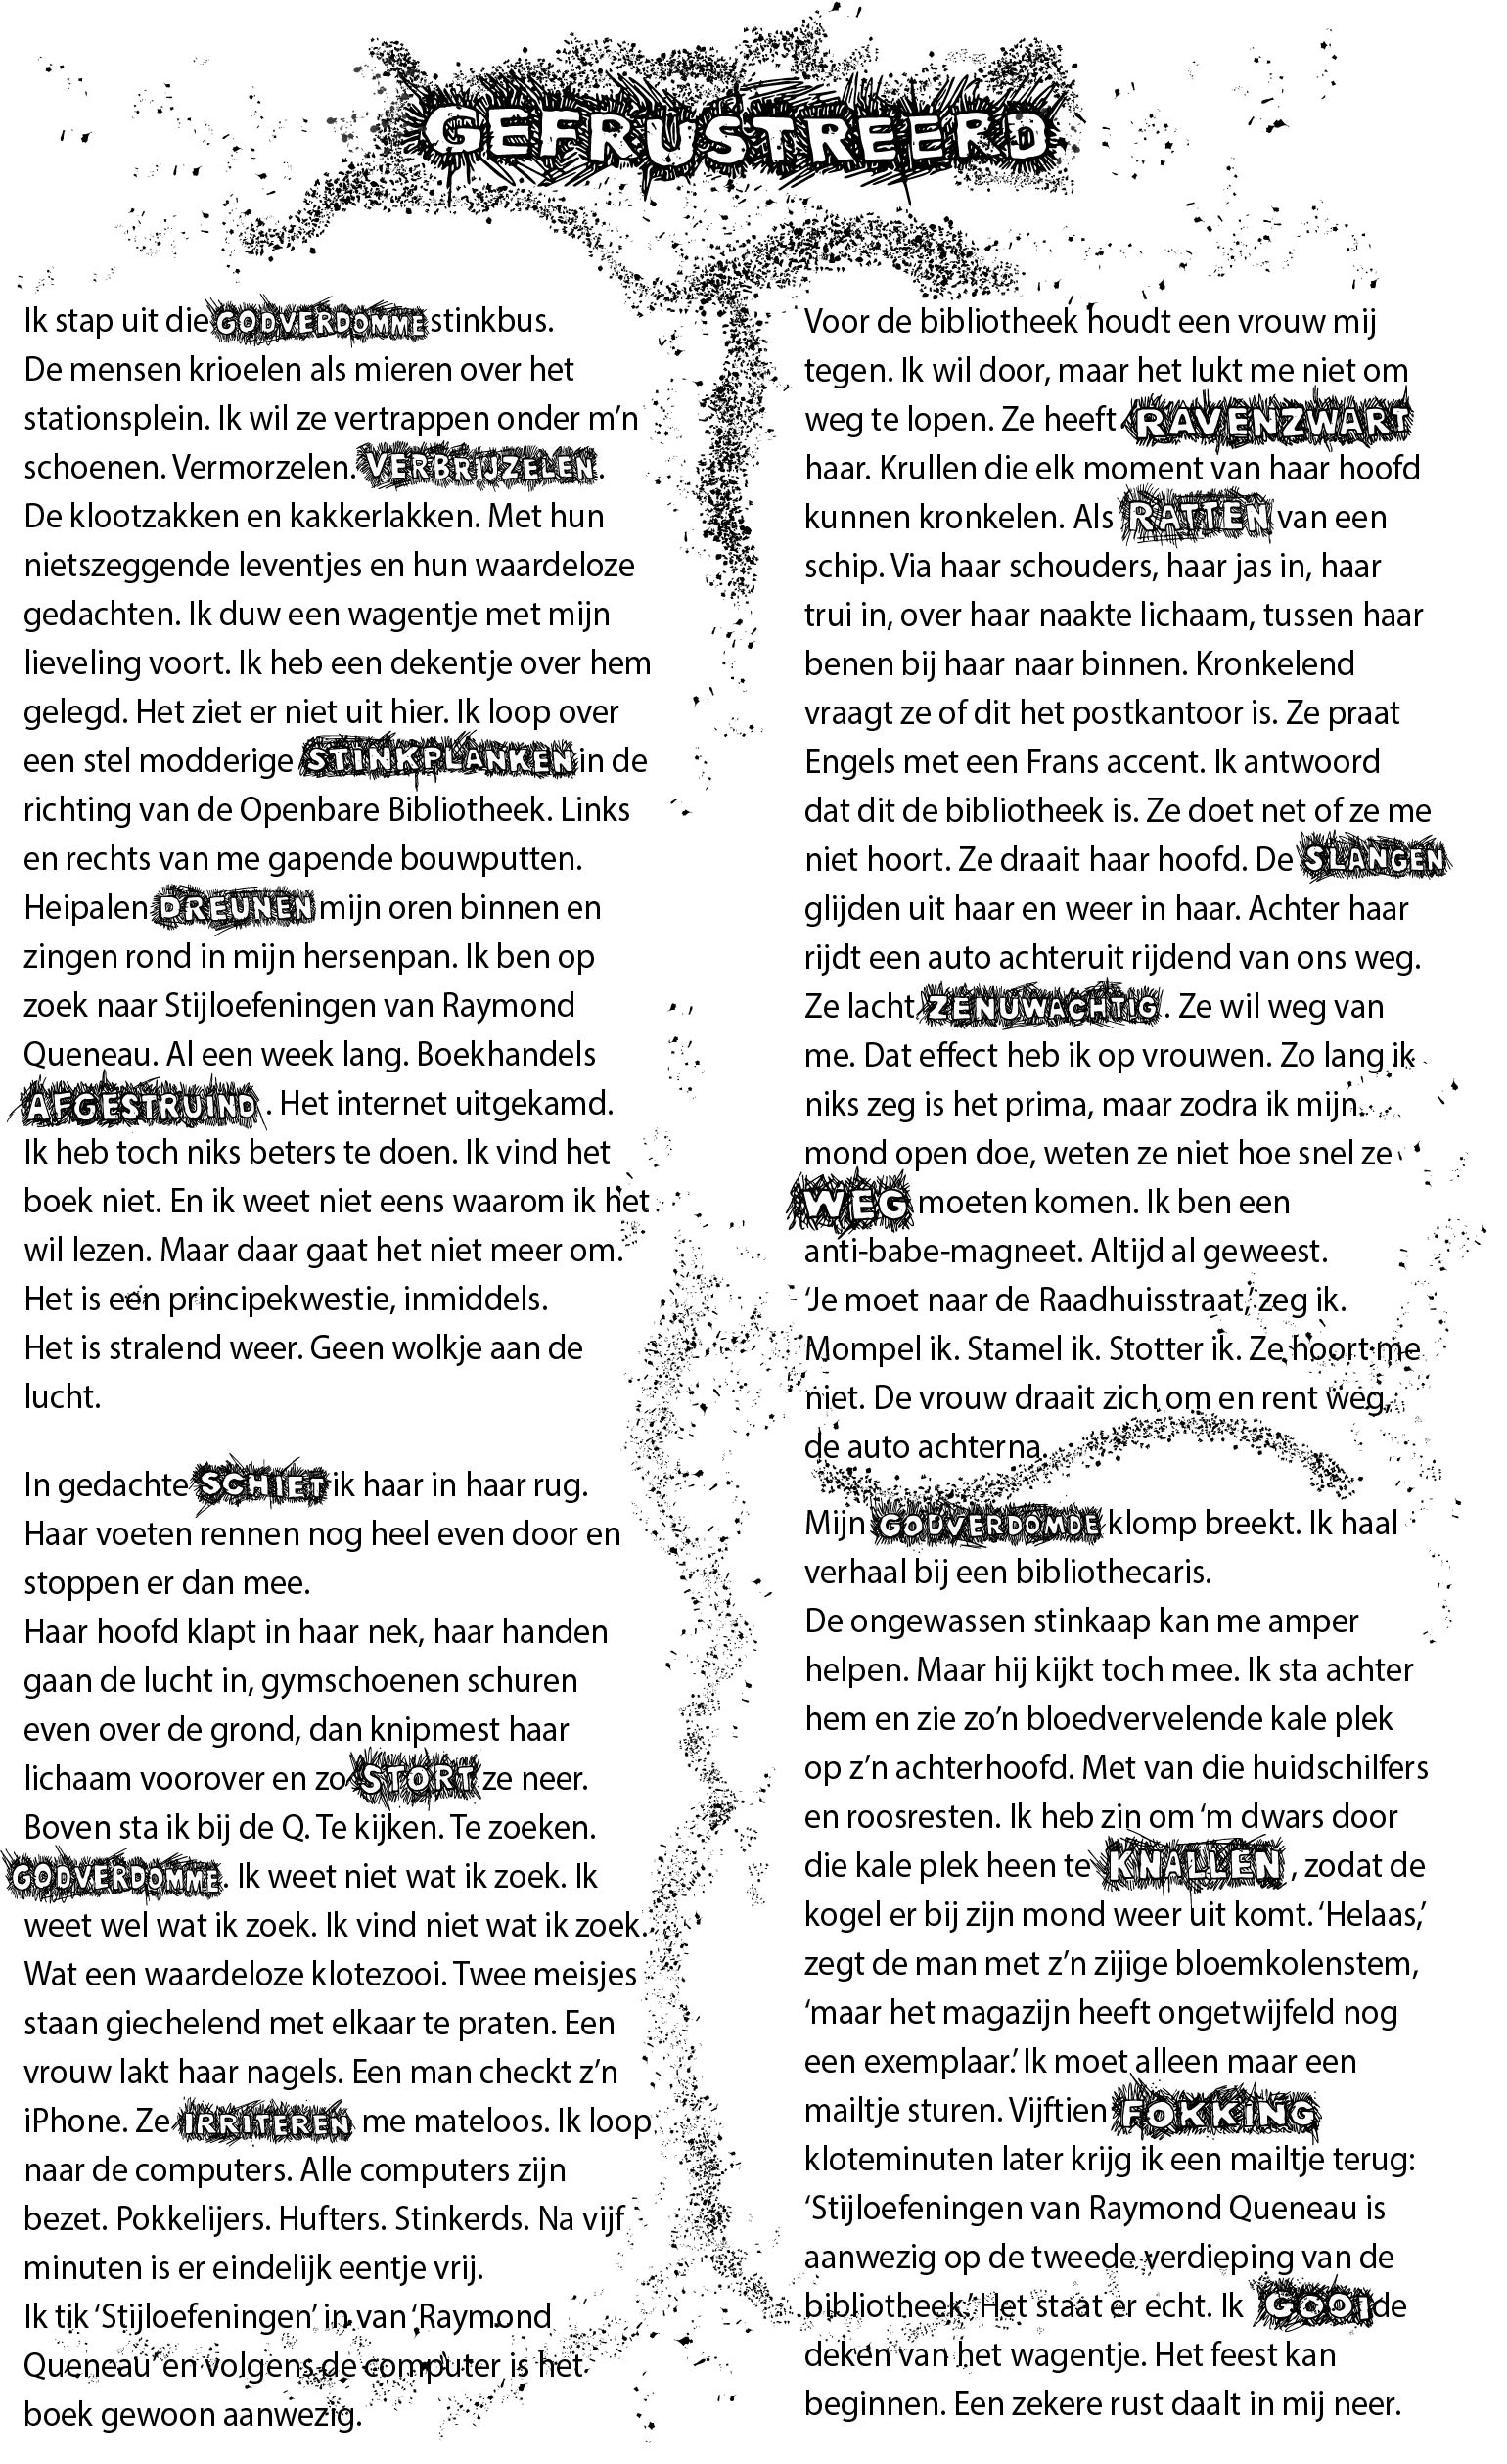 GEFRUSTREERD
Ik stap uit die GODVERDOMME stinkbus.
De mensen krioelen als mieren over het
stationsplein. Ik wil ze vertrappen onder m’n
schoenen. Vermorzelen. VERBRIJZELEN.
De klootzakken en kakkerlakken. Met hun
nietszeggende leventjes en hun waardeloze
gedachten. Ik duw een wagentje met mijn
lieveling voort. Ik heb een dekentje over hem
gelegd. Het ziet er niet uit hier. Ik loop over
een stel modderige STINKPLANKEN in de
richting van de Openbare Bibliotheek. Links
en rechts van me gapende bouwputten.
Heipalen DREUNEN mijn oren binnen en
zingen rond in mijn hersenpan. Ik ben op
zoek naar Stijloefeningen van Raymond
Queneau. Al een week lang. Boekhandels
AFGESTRUIND. Het internet uitgekamd.
Ik heb toch niks beters te doen. Ik vind het
boek niet. En ik weet niet eens waarom ik het
wil lezen. Maar daar gaat het niet meer om.
Het is een principekwestie, inmiddels.
Het is stralend weer. Geen wolkje aan de
lucht.
Voor de bibliotheek houdt een vrouw mij
tegen. Ik wil door, maar het lukt me niet om
weg te lopen. Ze heeft RAVENZWART
haar. Krullen die elk moment van haar hoofd
kunnen kronkelen. Als RATTEN van een
schip. Via haar schouders, haar jas in, haar
trui in, over haar naakte lichaam, tussen haar
benen bij haar naar binnen. Kronkelend
vraagt ze of dit het postkantoor is. Ze praat
Engels met een Frans accent. Ik antwoord
dat dit de bibliotheek is. Ze doet net of ze me
niet hoort. Ze draait haar hoofd. De SLANGEN
glijden uit haar en weer in haar. Achter haar
rijdt een auto achteruit rijdend van ons weg.
Ze lacht ZENUWACHTIG. Ze wil weg van
me. Dat effect heb ik op vrouwen. Zo lang ik
niks zeg is het prima, maar zodra ik mijn
mond open doe, weten ze niet hoe snel ze
WEG moeten komen. Ik ben een
anti-babe-magneet. Altijd al geweest.
‘Je moet naar de Raadhuisstraat,’ zeg ik.
Mompel ik. Stamel ik. Stotter ik. Ze hoort me
niet. De vrouw draait zich om en rent weg,
de auto achterna.
In gedachte SCHIET ik haar in haar rug.
Haar voeten rennen nog heel even door en
stoppen er dan mee.
Haar hoofd klapt in haar nek, haar handen
gaan de lucht in, gymschoenen schuren
even over de grond, dan knipmest haar
lichaam voorover en zo STORT ze neer.
Boven sta ik bij de Q. Te kijken. Te zoeken.
GODVERDOMME. Ik weet niet wat ik zoek. Ik
weet wel wat ik zoek. Ik vind niet wat ik zoek.
Wat een waardeloze klotezooi. Twee meisjes
staan giechelend met elkaar te praten. Een
vrouw lakt haar nagels. Een man checkt z’n
iPhone. Ze IRRITEREN me mateloos. Ik loop
naar de computers. Alle computers zijn
bezet. Pokkelijers. Hufters. Stinkerds. Na vijf
minuten is er eindelijk eentje vrij.
Ik tik ‘Stijloefeningen’ in van ‘Raymond
Queneau’ en volgens de computer is het
boek gewoon aanwezig.
Mijn GODVERDOMDE klomp breekt. Ik haal
verhaal bij een bibliothecaris.
De ongewassen stinkaap kan me amper
helpen. Maar hij kijkt toch mee. Ik sta achter
hem en zie zo’n bloedvervelende kale plek
op z’n achterhoofd. Met van die huidschilfers
en roosresten. Ik heb zin om ‘m dwars door
die kale plek heen te KNALLEN, zodat de
kogel er bij zijn mond weer uit komt. ‘Helaas,’
zegt de man met z’n zijige bloemkolenstem,
‘maar het magazijn heeft ongetwijfeld nog
een exemplaar.’ Ik moet alleen maar een
mailtje sturen. Vijftien FOKKING
kloteminuten later krijg ik een mailtje terug:
‘Stijloefeningen van Raymond Queneau is
aanwezig op de tweede verdieping van de
bibliotheek.’ Het staat er echt. Ik GOOI de
deken van het wagentje. Het feest kan
beginnen. Een zekere rust daalt in mij neer.